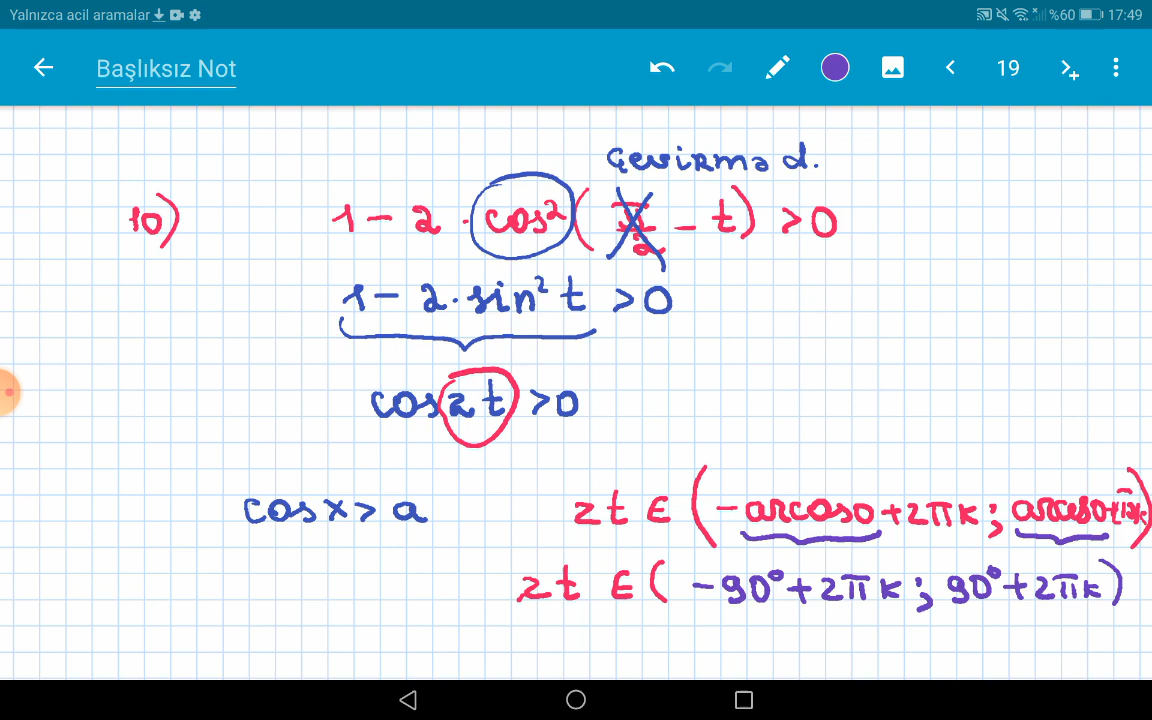 Yalnızca acil aramalar %60 17:49
Başlıksız Not 19
çevirmə d.
10) 1 - 2 · cos² ( π/2 - t ) > 0
1 - 2 · sin² t > 0
cos 2t > 0
cos x > a 2t ∈ ( - arcos0 + 2πk ; arccos0 + 2πk )
2t ∈ ( -90° + 2πk ; 90° + 2πk )